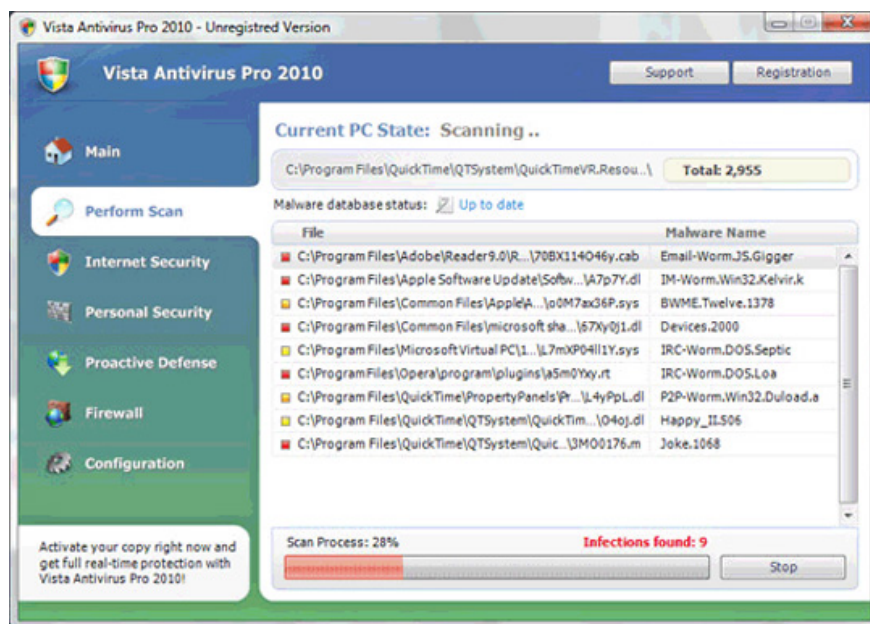 Vista Antivirus Pro 2010 - Unregistred Version
Vista Antivirus Pro 2010
Support
Registration
Main
Perform Scan
Internet Security
Personal Security
Proactive Defense
Firewall
Configuration
Activate your copy right now and
get full real-time protection with
Vista Antivirus Pro 2010!
Current PC State: Scanning ..
C:\Program Files\QuickTime\QTSystem\QuickTimeVR.Resou...\ Total: 2,955
Malware database status: Up to date
File Malware Name
C:\Program Files\Adobe\Reader9.0\R...\70BX114O46y.cab Email-Worm.JS.Gigger
C:\Program Files\Apple Software Update\Softw...\A7p7Y.dl IM-Worm.Win32.Kelvir.k
C:\Program Files\Common Files\Apple\A...\o0M7ax36P.sys BWME.Twelve.1378
C:\Program Files\Common Files\microsoft sha...\67Xy0j1.dl Devices.2000
C:\Program Files\Microsoft Virtual PC\1...\L7mXP04ll1Y.sys IRC-Worm.DOS.Septic
C:\Program Files\Opera\program\plugins\a5m0Yxy.rt IRC-Worm.DOS.Loa
C:\Program Files\QuickTime\PropertyPanels\Pr...\L4yPpL.dl P2P-Worm.Win32.Duload.a
C:\Program Files\QuickTime\QTSystem\QuickTim...\O4oj.dl Happy_II.506
C:\Program Files\QuickTime\QTSystem\Quic...\3MO0176.m Joke.1068
Scan Process: 28% Infections found: 9
Stop